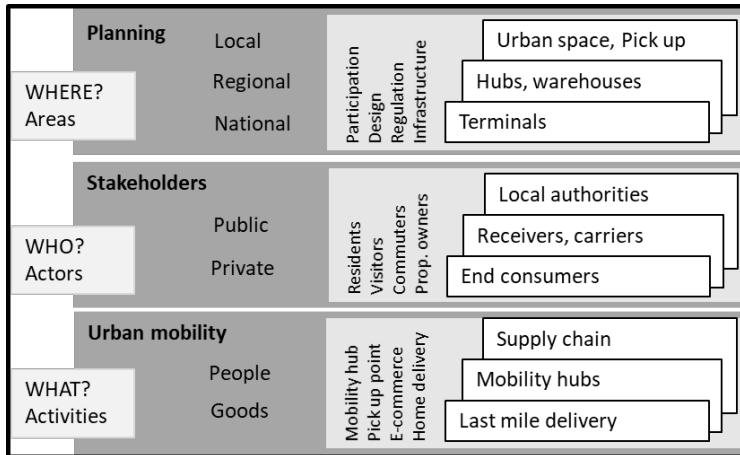 Planning
WHERE?
Areas
Local
Regional
National
Participation
Design
Regulation
Infrastructure
Urban space, Pick up
Hubs, warehouses
Terminals
Stakeholders
WHO?
Actors
Public
Private
Residents
Visitors
Commuters
Prop. owners
Local authorities
Receivers, carriers
End consumers
Urban mobility
WHAT?
Activities
People
Goods
Mobility hub
Pick up point
E-commerce
Home delivery
Supply chain
Mobility hubs
Last mile delivery